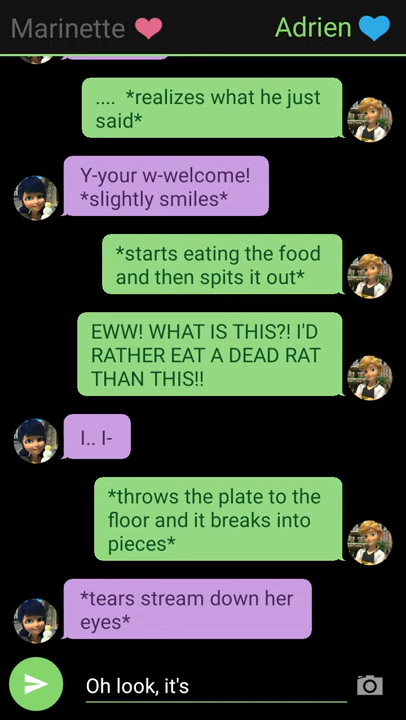 Marinette
Adrien
.... *realizes what he just
said*
Y-your w-welcome!
*slightly smiles*
*starts eating the food
and then spits it out*
EWW! WHAT IS THIS?! I'D
RATHER EAT A DEAD RAT
THAN THIS!!
I.. I-
*throws the plate to the
floor and it breaks into
pieces*
*tears stream down her
eyes*
Oh look, it's